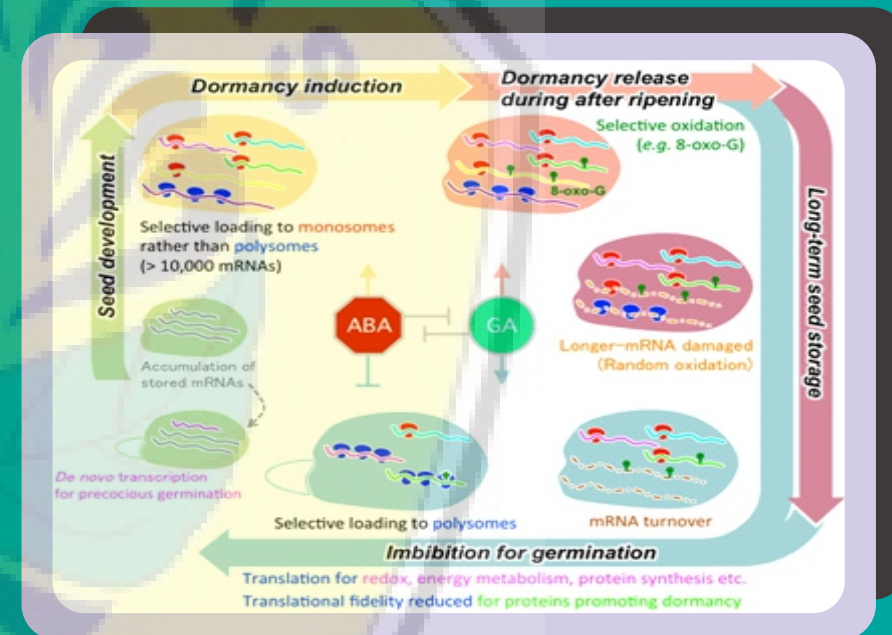 Dormancy induction
Dormancy release
during after ripening
Selective oxidation
(e.g. 8-oxo-G)
8-oxo-G
Seed development
Selective loading to monosomes
rather than polysomes
(> 10,000 mRNAs)
Long-term seed storage
ABA
GA
Longer-mRNA damaged
(Random oxidation)
Accumulation of
stored mRNAs
De novo transcription
for precocious germination
Selective loading to polysomes
mRNA turnover
Imbibition for germination
Translation for redox, energy metabolism, protein synthesis etc.
Translational fidelity reduced for proteins promoting dormancy